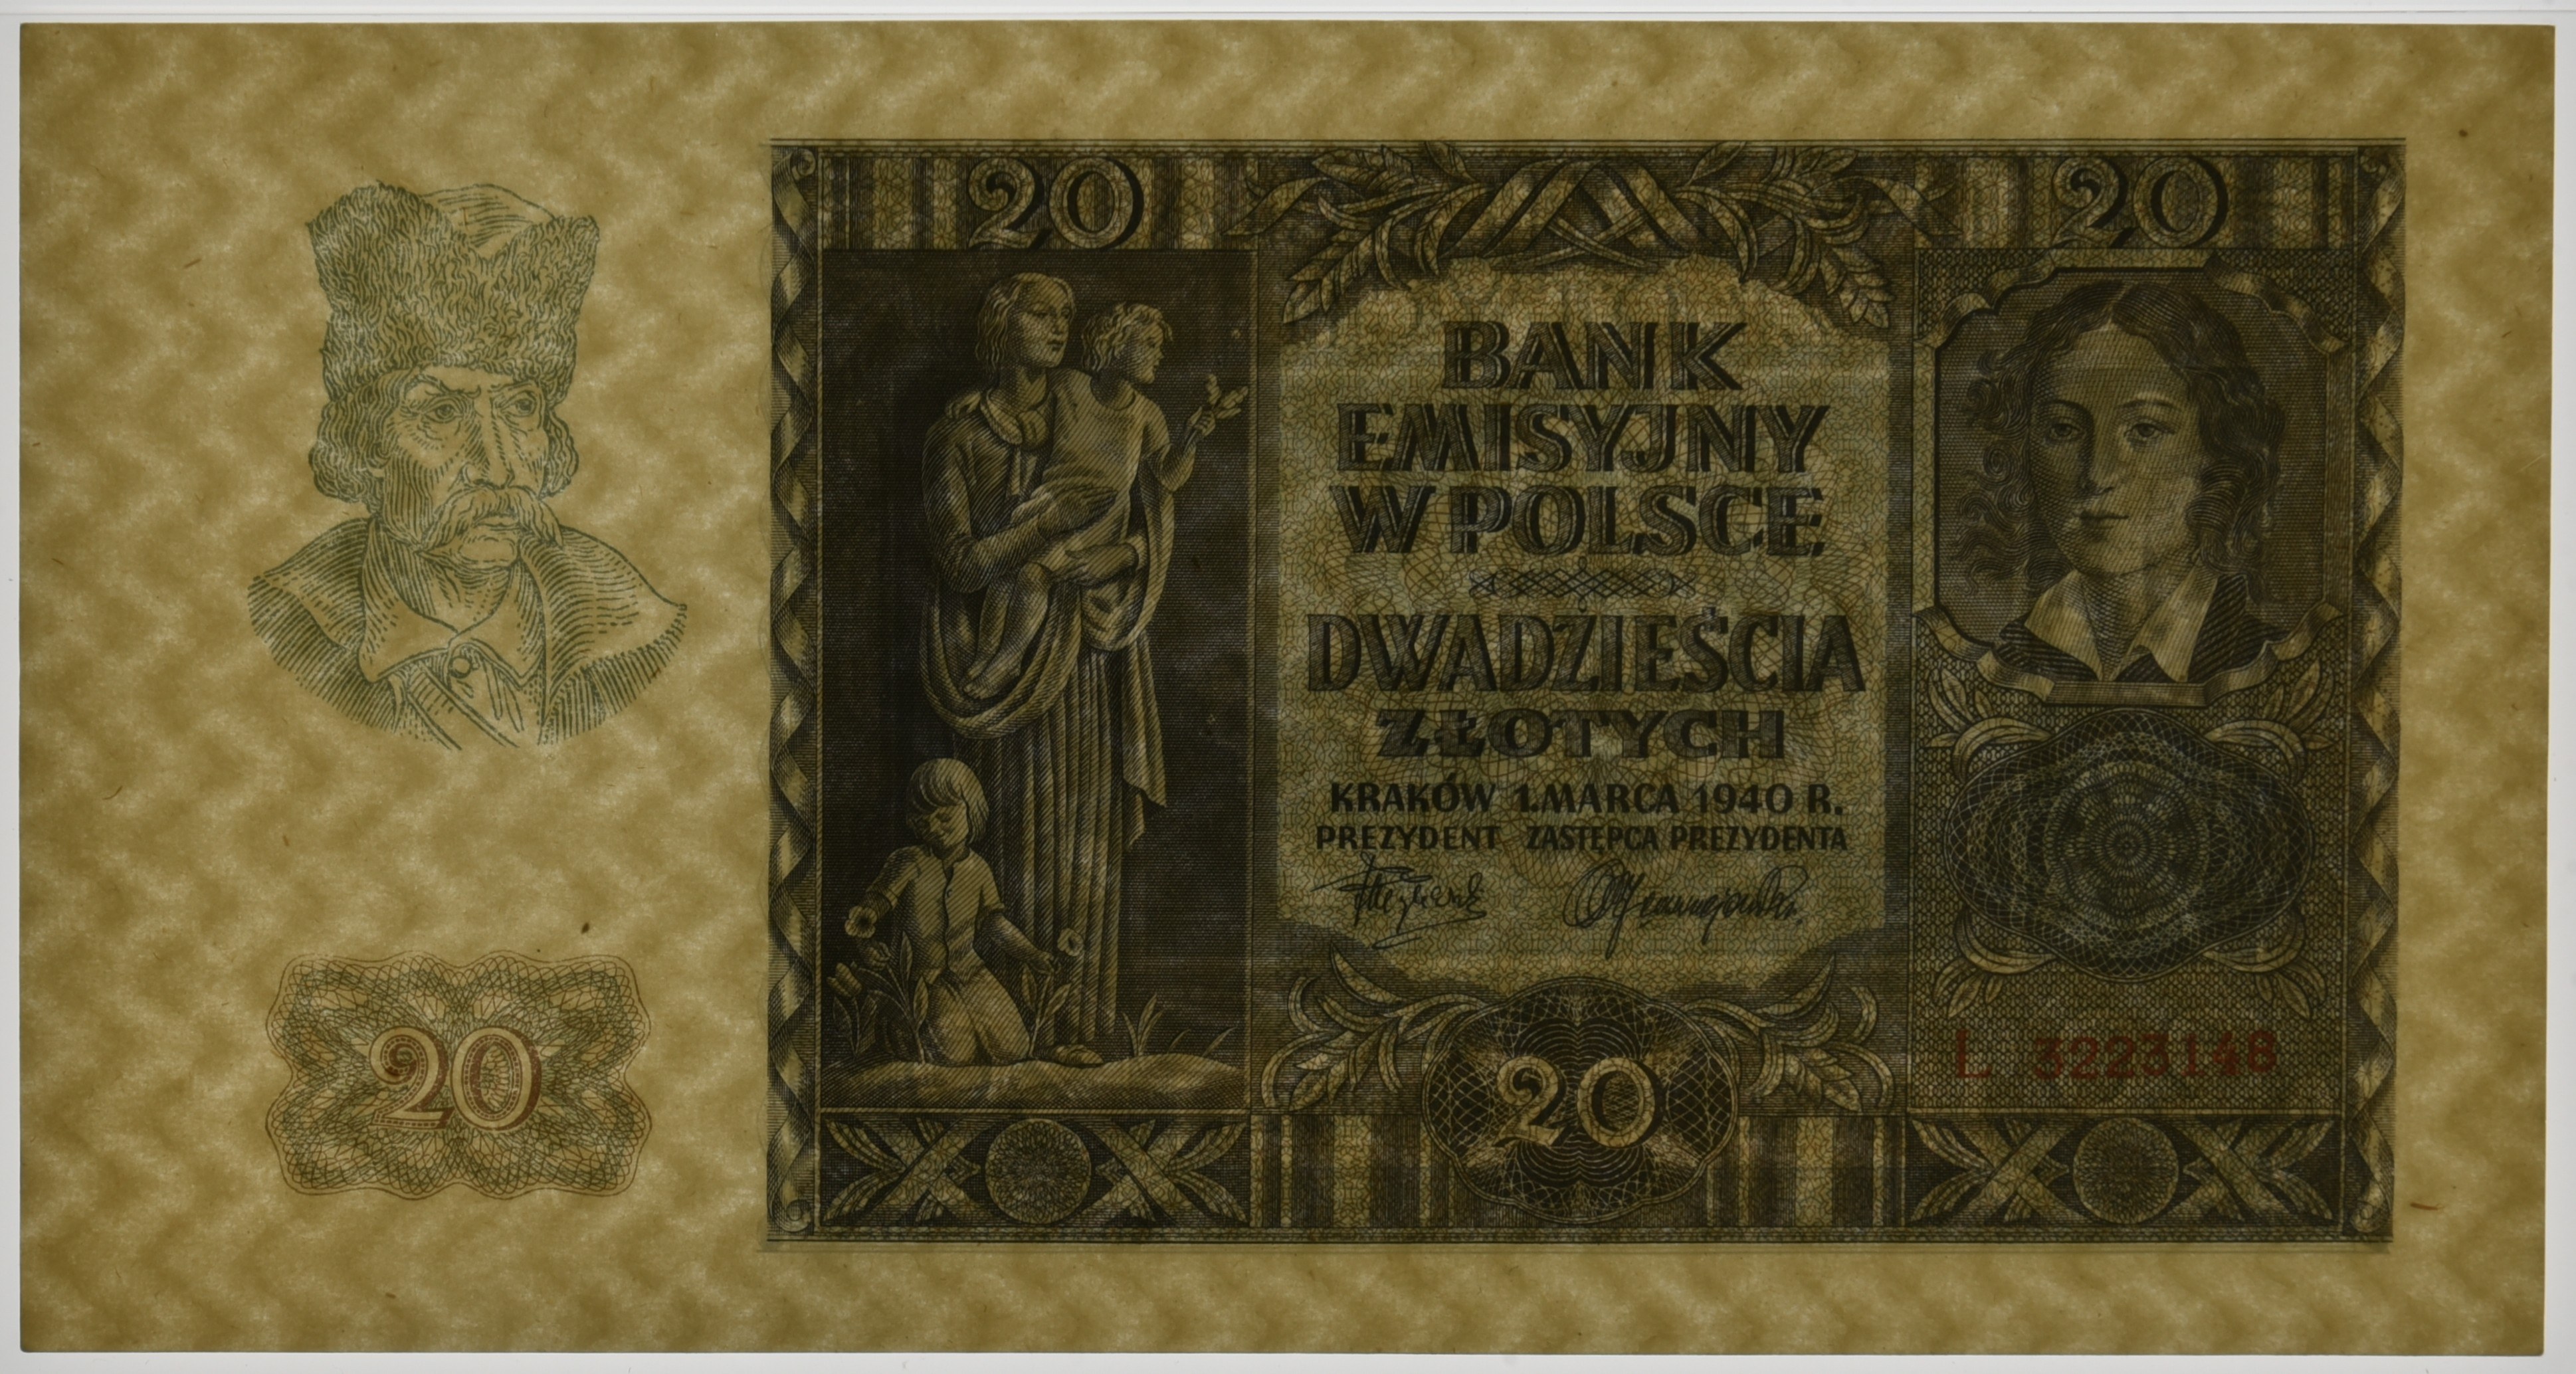 20 20
BANK
EMISYJNY
W POLSCE
DWADZIEŚCIA
ZŁOTYCH
KRAKÓW 1.MARCA 1940 R.
PREZYDENT ZASTĘPCA PREZYDENTA
L 3223148
20 20